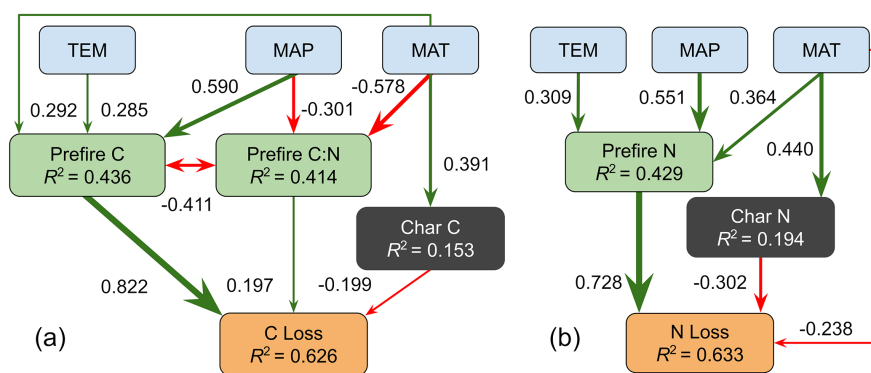 TEM MAP MAT
0.292 0.285 0.590 -0.301 -0.578
Prefire C
R² = 0.436
Prefire C:N
R² = 0.414
-0.411
0.391
Char C
R² = 0.153
0.822 0.197 -0.199
C Loss
R² = 0.626
(a)
TEM MAP MAT
0.309 0.551 0.364
Prefire N
R² = 0.429
0.440
Char N
R² = 0.194
0.728 -0.302
N Loss
R² = 0.633
-0.238
(b)